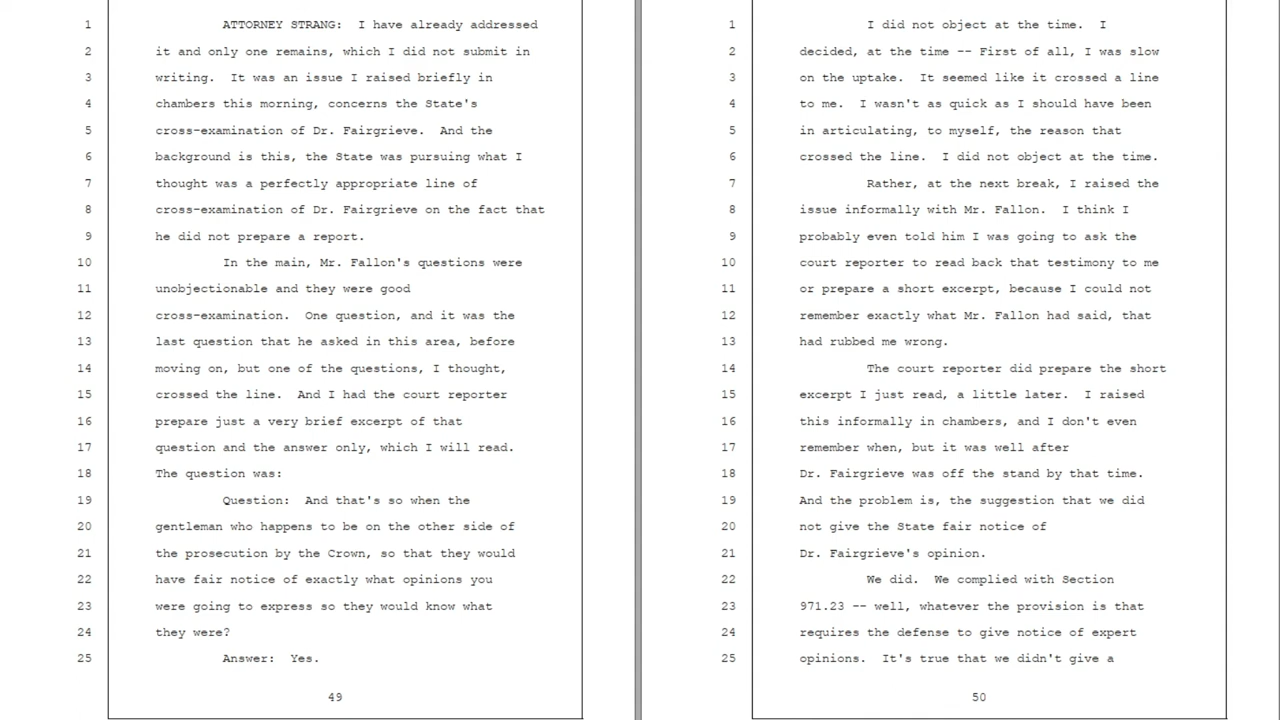 1 ATTORNEY STRANG:  I have already addressed
2 it and only one remains, which I did not submit in
3 writing.  It was an issue I raised briefly in
4 chambers this morning, concerns the State's
5 cross-examination of Dr. Fairgrieve.  And the
6 background is this, the State was pursuing what I
7 thought was a perfectly appropriate line of
8 cross-examination of Dr. Fairgrieve on the fact that
9 he did not prepare a report.
10 In the main, Mr. Fallon's questions were
11 unobjectionable and they were good
12 cross-examination.  One question, and it was the
13 last question that he asked in this area, before
14 moving on, but one of the questions, I thought,
15 crossed the line.  And I had the court reporter
16 prepare just a very brief excerpt of that
17 question and the answer only, which I will read.
18 The question was:
19 Question:  And that's so when the
20 gentleman who happens to be on the other side of
21 the prosecution by the Crown, so that they would
22 have fair notice of exactly what opinions you
23 were going to express so they would know what
24 they were?
25 Answer:  Yes.
49
1 I did not object at the time.  I
2 decided, at the time -- First of all, I was slow
3 on the uptake.  It seemed like it crossed a line
4 to me.  I wasn't as quick as I should have been
5 in articulating, to myself, the reason that
6 crossed the line.  I did not object at the time.
7 Rather, at the next break, I raised the
8 issue informally with Mr. Fallon.  I think I
9 probably even told him I was going to ask the
10 court reporter to read back that testimony to me
11 or prepare a short excerpt, because I could not
12 remember exactly what Mr. Fallon had said, that
13 had rubbed me wrong.
14 The court reporter did prepare the short
15 excerpt I just read, a little later.  I raised
16 this informally in chambers, and I don't even
17 remember when, but it was well after
18 Dr. Fairgrieve was off the stand by that time.
19 And the problem is, the suggestion that we did
20 not give the State fair notice of
21 Dr. Fairgrieve's opinion.
22 We did.  We complied with Section
23 971.23 -- well, whatever the provision is that
24 requires the defense to give notice of expert
25 opinions.  It's true that we didn't give a
50